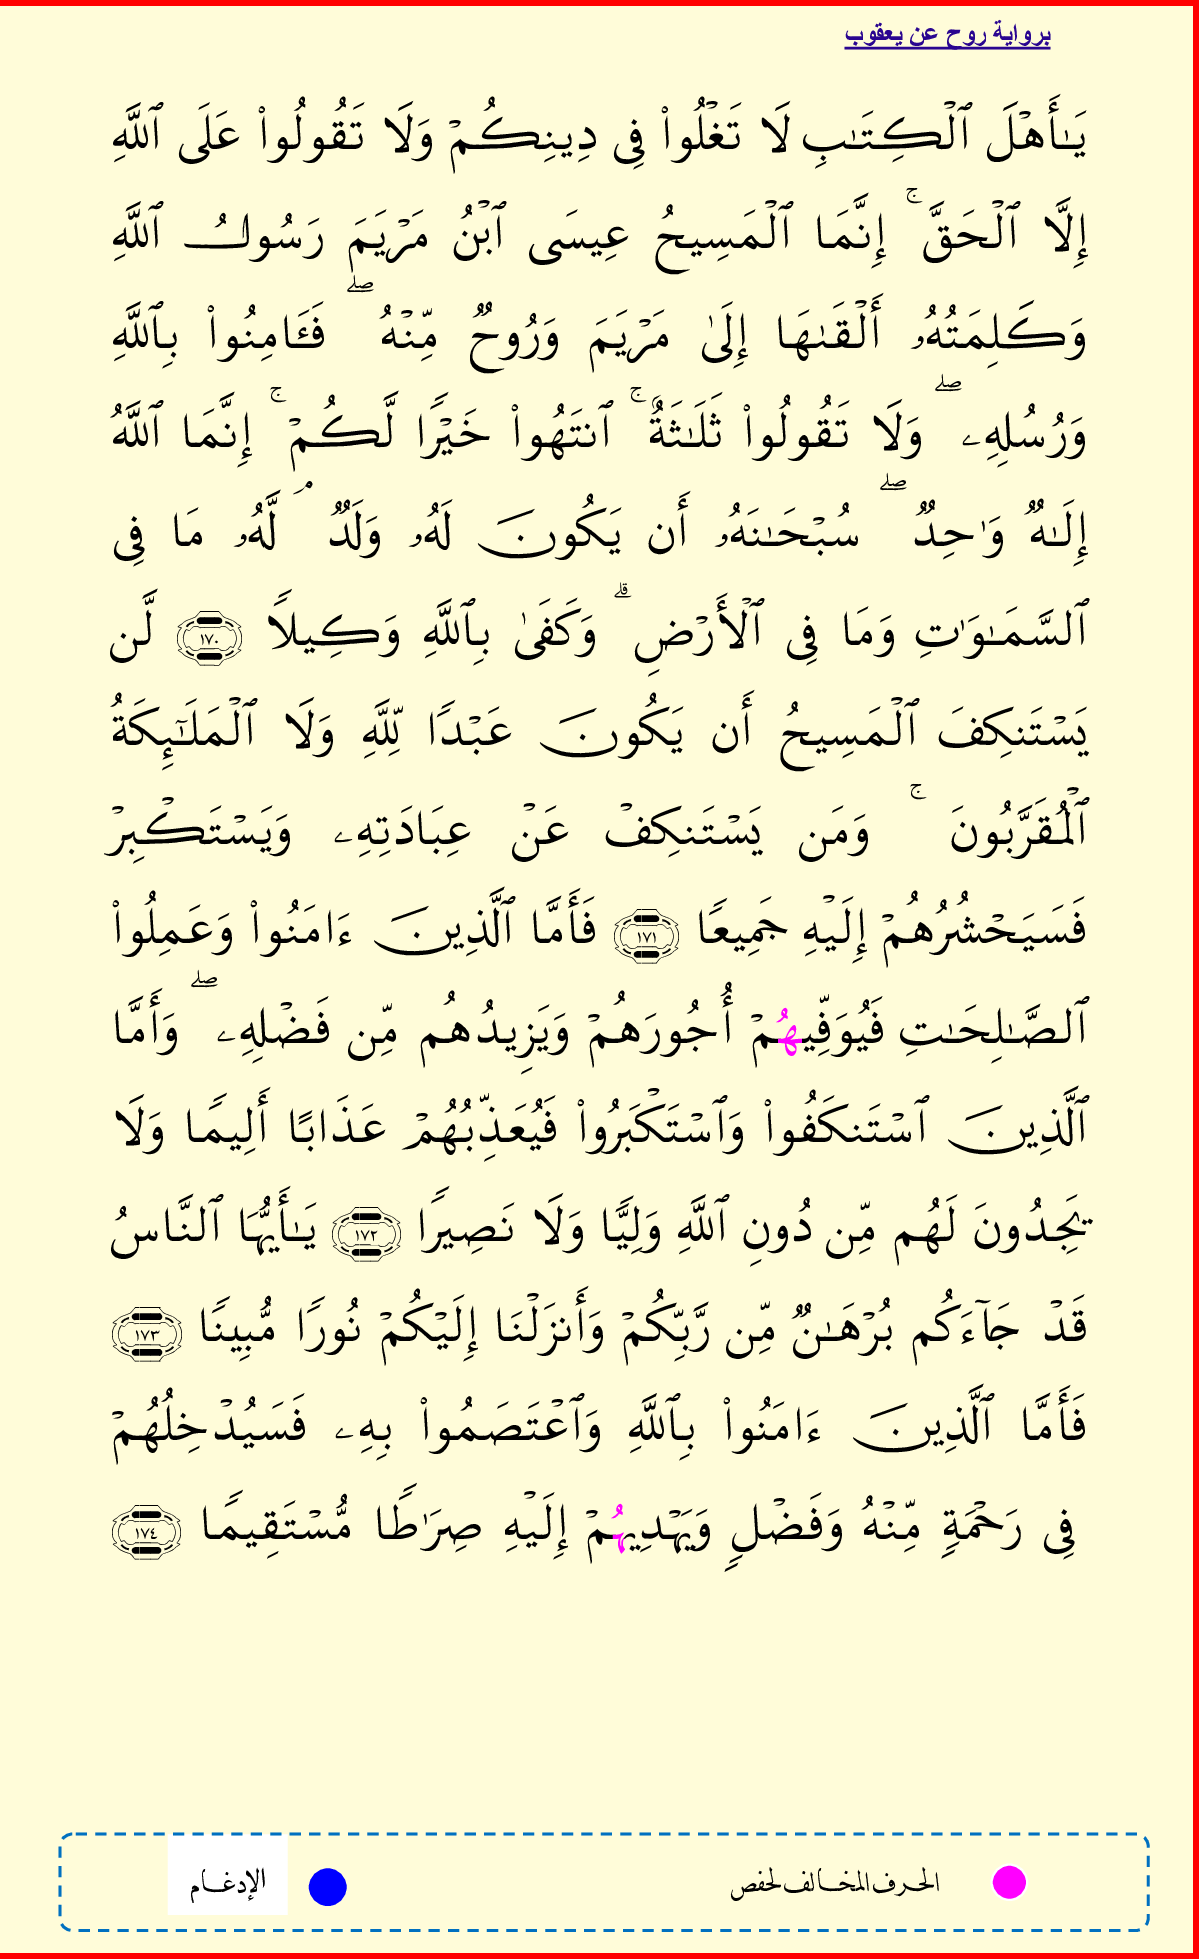 برواية روح عن يعقوب
يَـٰٓأَهْلَ ٱلْكِتَـٰبِ لَا تَغْلُوا۟ فِى دِينِكُمْ وَلَا تَقُولُوا۟ عَلَى ٱللَّهِ
إِلَّا ٱلْحَقَّ ۚ إِنَّمَا ٱلْمَسِيحُ عِيسَى ٱبْنُ مَرْيَمَ رَسُولُ ٱللَّهِ
وَكَلِمَتُهُۥ أَلْقَىٰهَا إِلَىٰ مَرْيَمَ وَرُوحٌ مِّنْهُ ۖ فَـَٔامِنُوا۟ بِٱللَّهِ
وَرُسُلِهِۦ ۖ وَلَا تَقُولُوا۟ ثَلَـٰثَةٌ ۚ ٱنتَهُوا۟ خَيْرًا لَّكُمْ ۚ إِنَّمَا ٱللَّهُ
إِلَـٰهٌ وَٰحِدٌ ۖ سُبْحَـٰنَهُۥ أَن يَكُونَ لَهُۥ وَلَدٌ ۘ لَّهُۥ مَا فِى
ٱلسَّمَـٰوَٰتِ وَمَا فِى ٱلْأَرْضِ ۗ وَكَفَىٰ بِٱللَّهِ وَكِيلًا ١٧٠ لَّن
يَسْتَنكِفَ ٱلْمَسِيحُ أَن يَكُونَ عَبْدًا لِّلَّهِ وَلَا ٱلْمَلَـٰٓئِكَةُ
ٱلْمُقَرَّبُونَ ۚ وَمَن يَسْتَنكِفْ عَنْ عِبَادَتِهِۦ وَيَسْتَكْبِرْ
فَسَيَحْشُرُهُمْ إِلَيْهِ جَمِيعًا ١٧١ فَأَمَّا ٱلَّذِينَ ءَامَنُوا۟ وَعَمِلُوا۟
ٱلصَّـٰلِحَـٰتِ فَيُوَفِّيهُمْ أُجُورَهُمْ وَيَزِيدُهُم مِّن فَضْلِهِۦ ۖ وَأَمَّا
ٱلَّذِينَ ٱسْتَنكَفُوا۟ وَٱسْتَكْبَرُوا۟ فَيُعَذِّبُهُمْ عَذَابًا أَلِيمًا وَلَا
يَجِدُونَ لَهُم مِّن دُونِ ٱللَّهِ وَلِيًّا وَلَا نَصِيرًا ١٧٢ يَـٰٓأَيُّهَا ٱلنَّاسُ
قَدْ جَآءَكُم بُرْهَـٰنٌ مِّن رَّبِّكُمْ وَأَنزَلْنَا إِلَيْكُمْ نُورًا مُّبِينًا ١٧٣
فَأَمَّا ٱلَّذِينَ ءَامَنُوا۟ بِٱللَّهِ وَٱعْتَصَمُوا۟ بِهِۦ فَسَيُدْخِلُهُمْ
فِى رَحْمَةٍ مِّنْهُ وَفَضْلٍ وَيَهْدِيهُمْ إِلَيْهِ صِرَٰطًا مُّسْتَقِيمًا ١٧٤
الحرف المخالف لحفص الإدغام